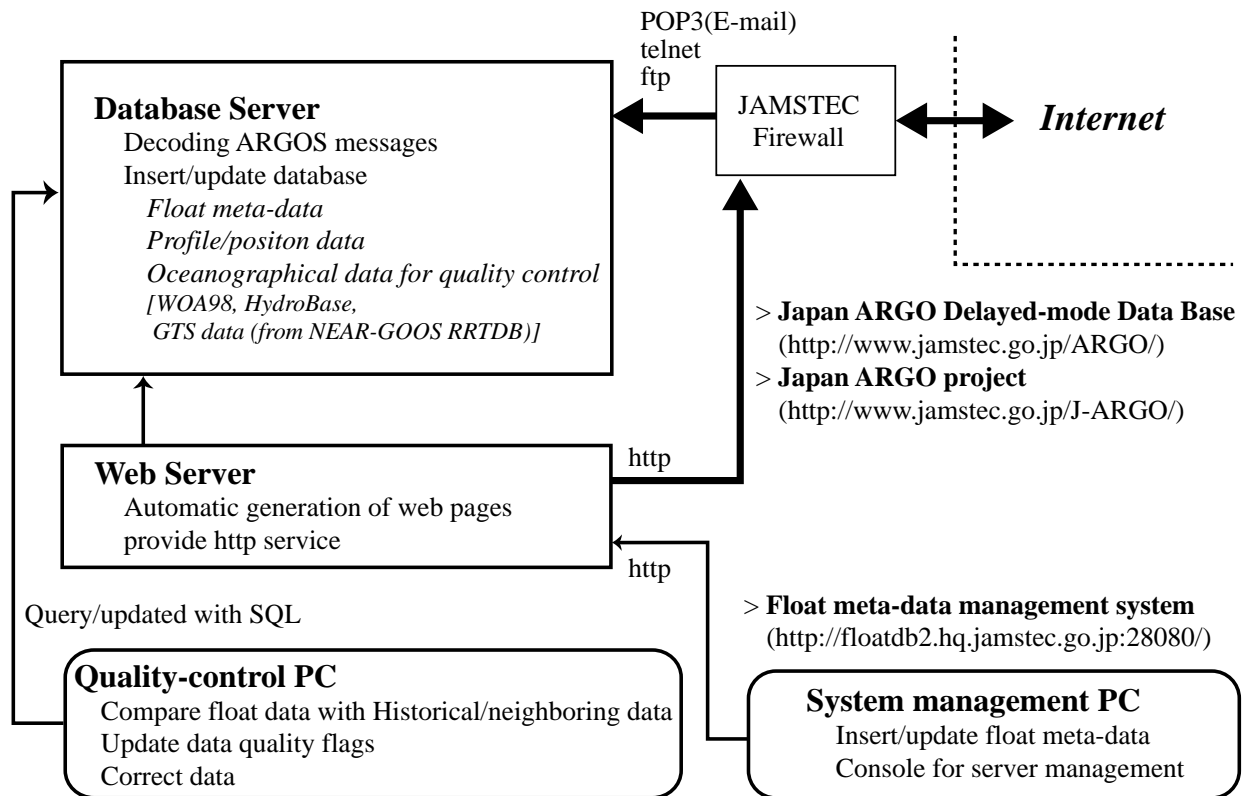 POP3(E-mail)
telnet
ftp
Database Server
Decoding ARGOS messages
Insert/update database
Float meta-data
Profile/positon data
Oceanographical data for quality control
[WOA98, HydroBase,
GTS data (from NEAR-GOOS RRTDB)]
JAMSTEC
Firewall
Internet
> Japan ARGO Delayed-mode Data Base
(http://www.jamstec.go.jp/ARGO/)
> Japan ARGO project
(http://www.jamstec.go.jp/J-ARGO/)
Web Server
Automatic generation of web pages
provide http service
http
http
Query/updated with SQL
> Float meta-data management system
(http://floatdb2.hq.jamstec.go.jp:28080/)
Quality-control PC
Compare float data with Historical/neighboring data
Update data quality flags
Correct data
System management PC
Insert/update float meta-data
Console for server management